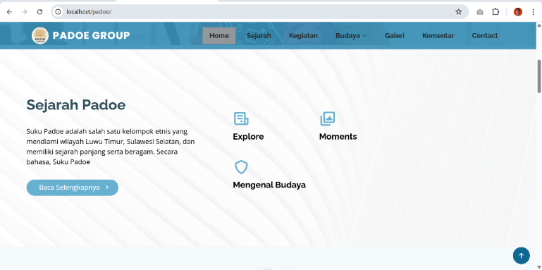 localhost/padoe/
PADOE GROUP
Home Sejarah Kegiatan Budaya Galeri Komentar Contact
Sejarah Padoe
Suku Padoe adalah salah satu kelompok etnis yang
mendiami wilayah Luwu Timur, Sulawesi Selatan, dan
memiliki sejarah panjang serta beragam. Secara
bahasa, Suku Padoe
Baca Selengkapnya
Explore
Moments
Mengenal Budaya